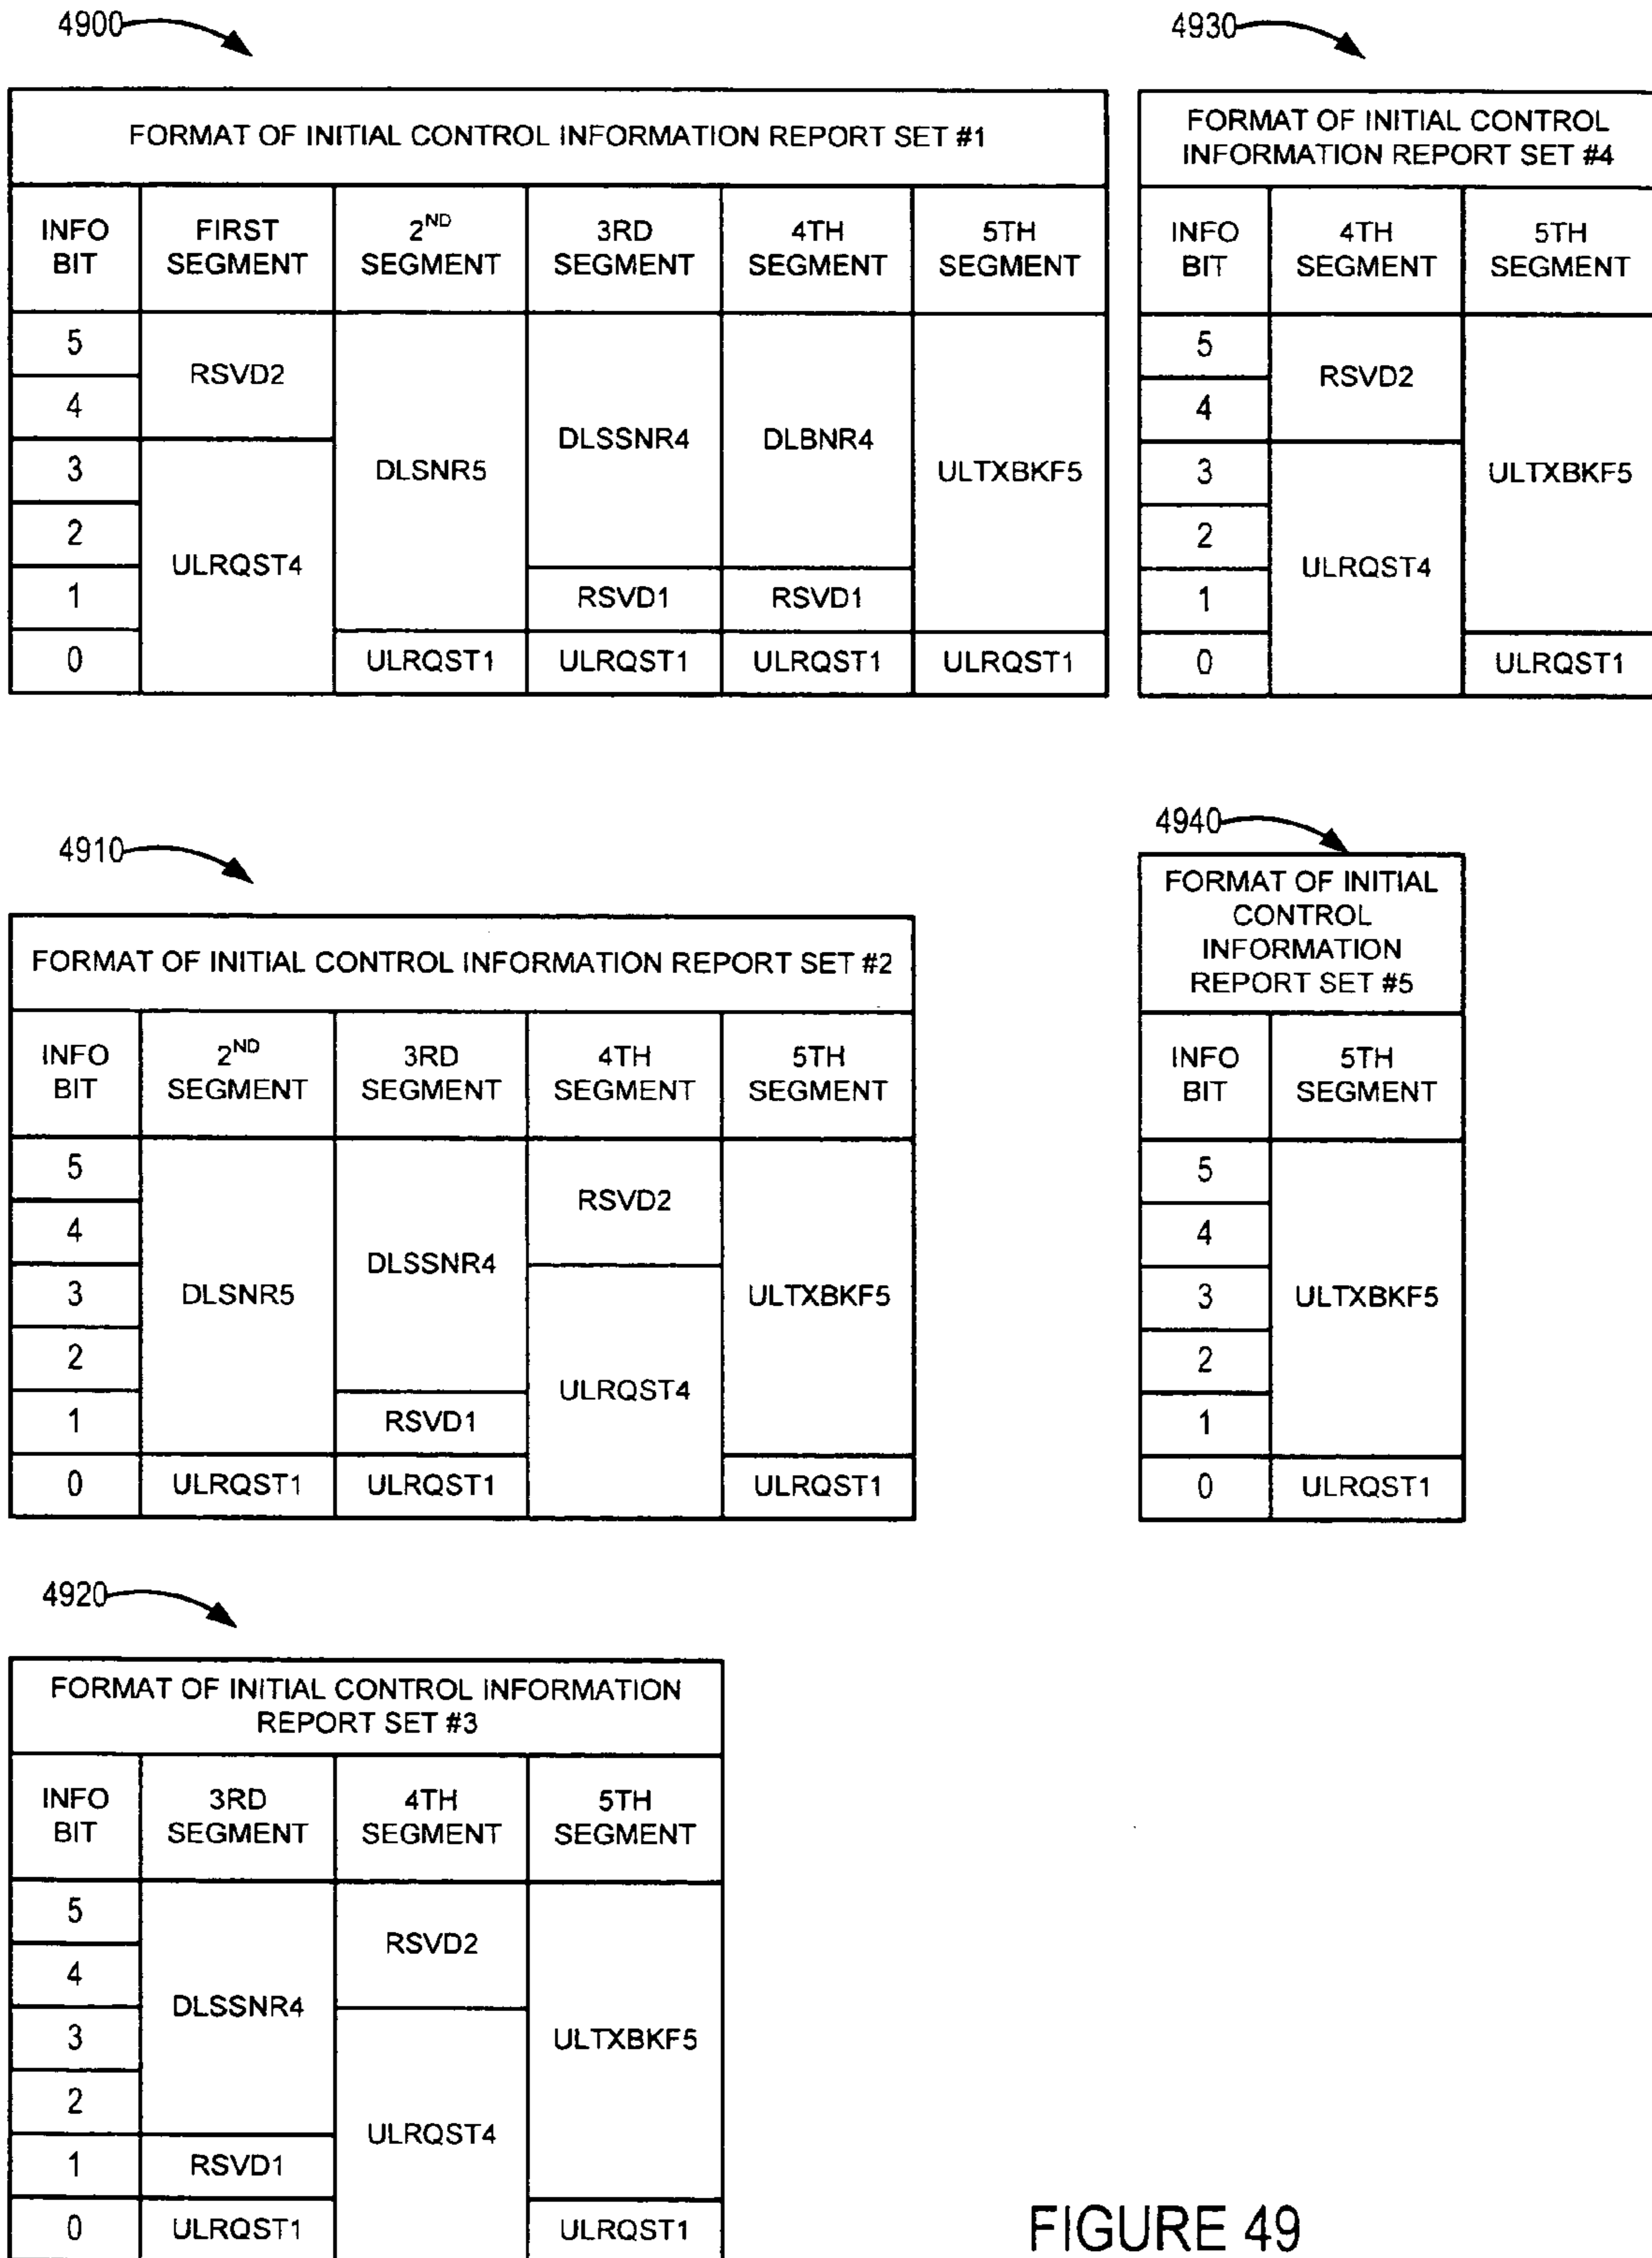 4900
FORMAT OF INITIAL CONTROL INFORMATION REPORT SET #1
INFO BIT FIRST SEGMENT 2ND SEGMENT 3RD SEGMENT 4TH SEGMENT 5TH SEGMENT
5
RSVD2
4
DLSSNR4 DLBNR4
3 DLSNR5 ULTXBKF5
2
ULRQST4
1 RSVD1 RSVD1
0 ULRQST1 ULRQST1 ULRQST1 ULRQST1
4930
FORMAT OF INITIAL CONTROL
INFORMATION REPORT SET #4
INFO BIT 4TH SEGMENT 5TH SEGMENT
5
RSVD2
4
3 ULTXBKF5
2
ULRQST4
1
0 ULRQST1
4910
FORMAT OF INITIAL CONTROL INFORMATION REPORT SET #2
INFO BIT 2ND SEGMENT 3RD SEGMENT 4TH SEGMENT 5TH SEGMENT
5
RSVD2
4
DLSSNR4
3 DLSNR5 ULTXBKF5
2
ULRQST4
1 RSVD1
0 ULRQST1 ULRQST1 ULRQST1
4940
FORMAT OF INITIAL
CONTROL
INFORMATION
REPORT SET #5
INFO BIT 5TH SEGMENT
5
4
3 ULTXBKF5
2
1
0 ULRQST1
4920
FORMAT OF INITIAL CONTROL INFORMATION
REPORT SET #3
INFO BIT 3RD SEGMENT 4TH SEGMENT 5TH SEGMENT
5
RSVD2
4
DLSSNR4
3 ULTXBKF5
2
ULRQST4
1 RSVD1
0 ULRQST1 ULRQST1
FIGURE 49